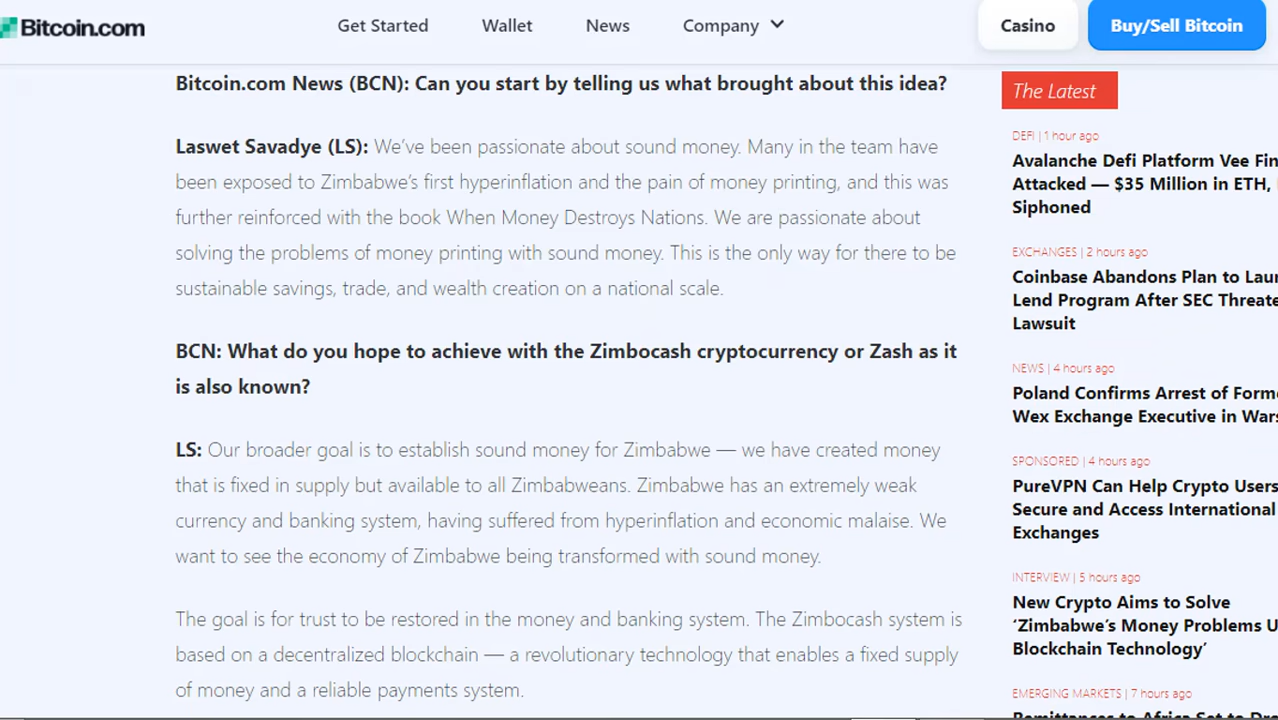 Bitcoin.com
Get Started
Wallet
News
Company
Casino
Buy/Sell Bitcoin
Bitcoin.com News (BCN): Can you start by telling us what brought about this idea?
Laswet Savadye (LS): We’ve been passionate about sound money. Many in the team have
been exposed to Zimbabwe’s first hyperinflation and the pain of money printing, and this was
further reinforced with the book When Money Destroys Nations. We are passionate about
solving the problems of money printing with sound money. This is the only way for there to be
sustainable savings, trade, and wealth creation on a national scale.
BCN: What do you hope to achieve with the Zimbocash cryptocurrency or Zash as it
is also known?
LS: Our broader goal is to establish sound money for Zimbabwe — we have created money
that is fixed in supply but available to all Zimbabweans. Zimbabwe has an extremely weak
currency and banking system, having suffered from hyperinflation and economic malaise. We
want to see the economy of Zimbabwe being transformed with sound money.
The goal is for trust to be restored in the money and banking system. The Zimbocash system is
based on a decentralized blockchain — a revolutionary technology that enables a fixed supply
of money and a reliable payments system.
The Latest
DEFI | 1 hour ago
Avalanche Defi Platform Vee Fin
Attacked — $35 Million in ETH,
Siphoned
EXCHANGES | 2 hours ago
Coinbase Abandons Plan to Lau
Lend Program After SEC Threate
Lawsuit
NEWS | 4 hours ago
Poland Confirms Arrest of Forme
Wex Exchange Executive in Wars
SPONSORED | 4 hours ago
PureVPN Can Help Crypto Users
Secure and Access International
Exchanges
INTERVIEW | 5 hours ago
New Crypto Aims to Solve
‘Zimbabwe’s Money Problems U
Blockchain Technology’
EMERGING MARKETS | 7 hours ago
Remittances to Africa Set to Dr